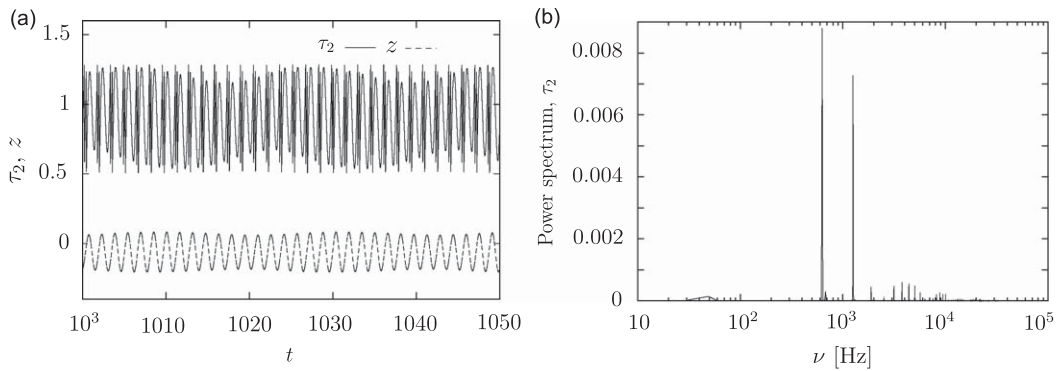 (a)
τ₂, z
1.5
1
0.5
0
τ₂ z
10³ 1010 1020 1030 1040 1050
t
(b)
Power spectrum, τ₂
0.008
0.006
0.004
0.002
0
10 10² 10³ 10⁴ 10⁵
ν [Hz]